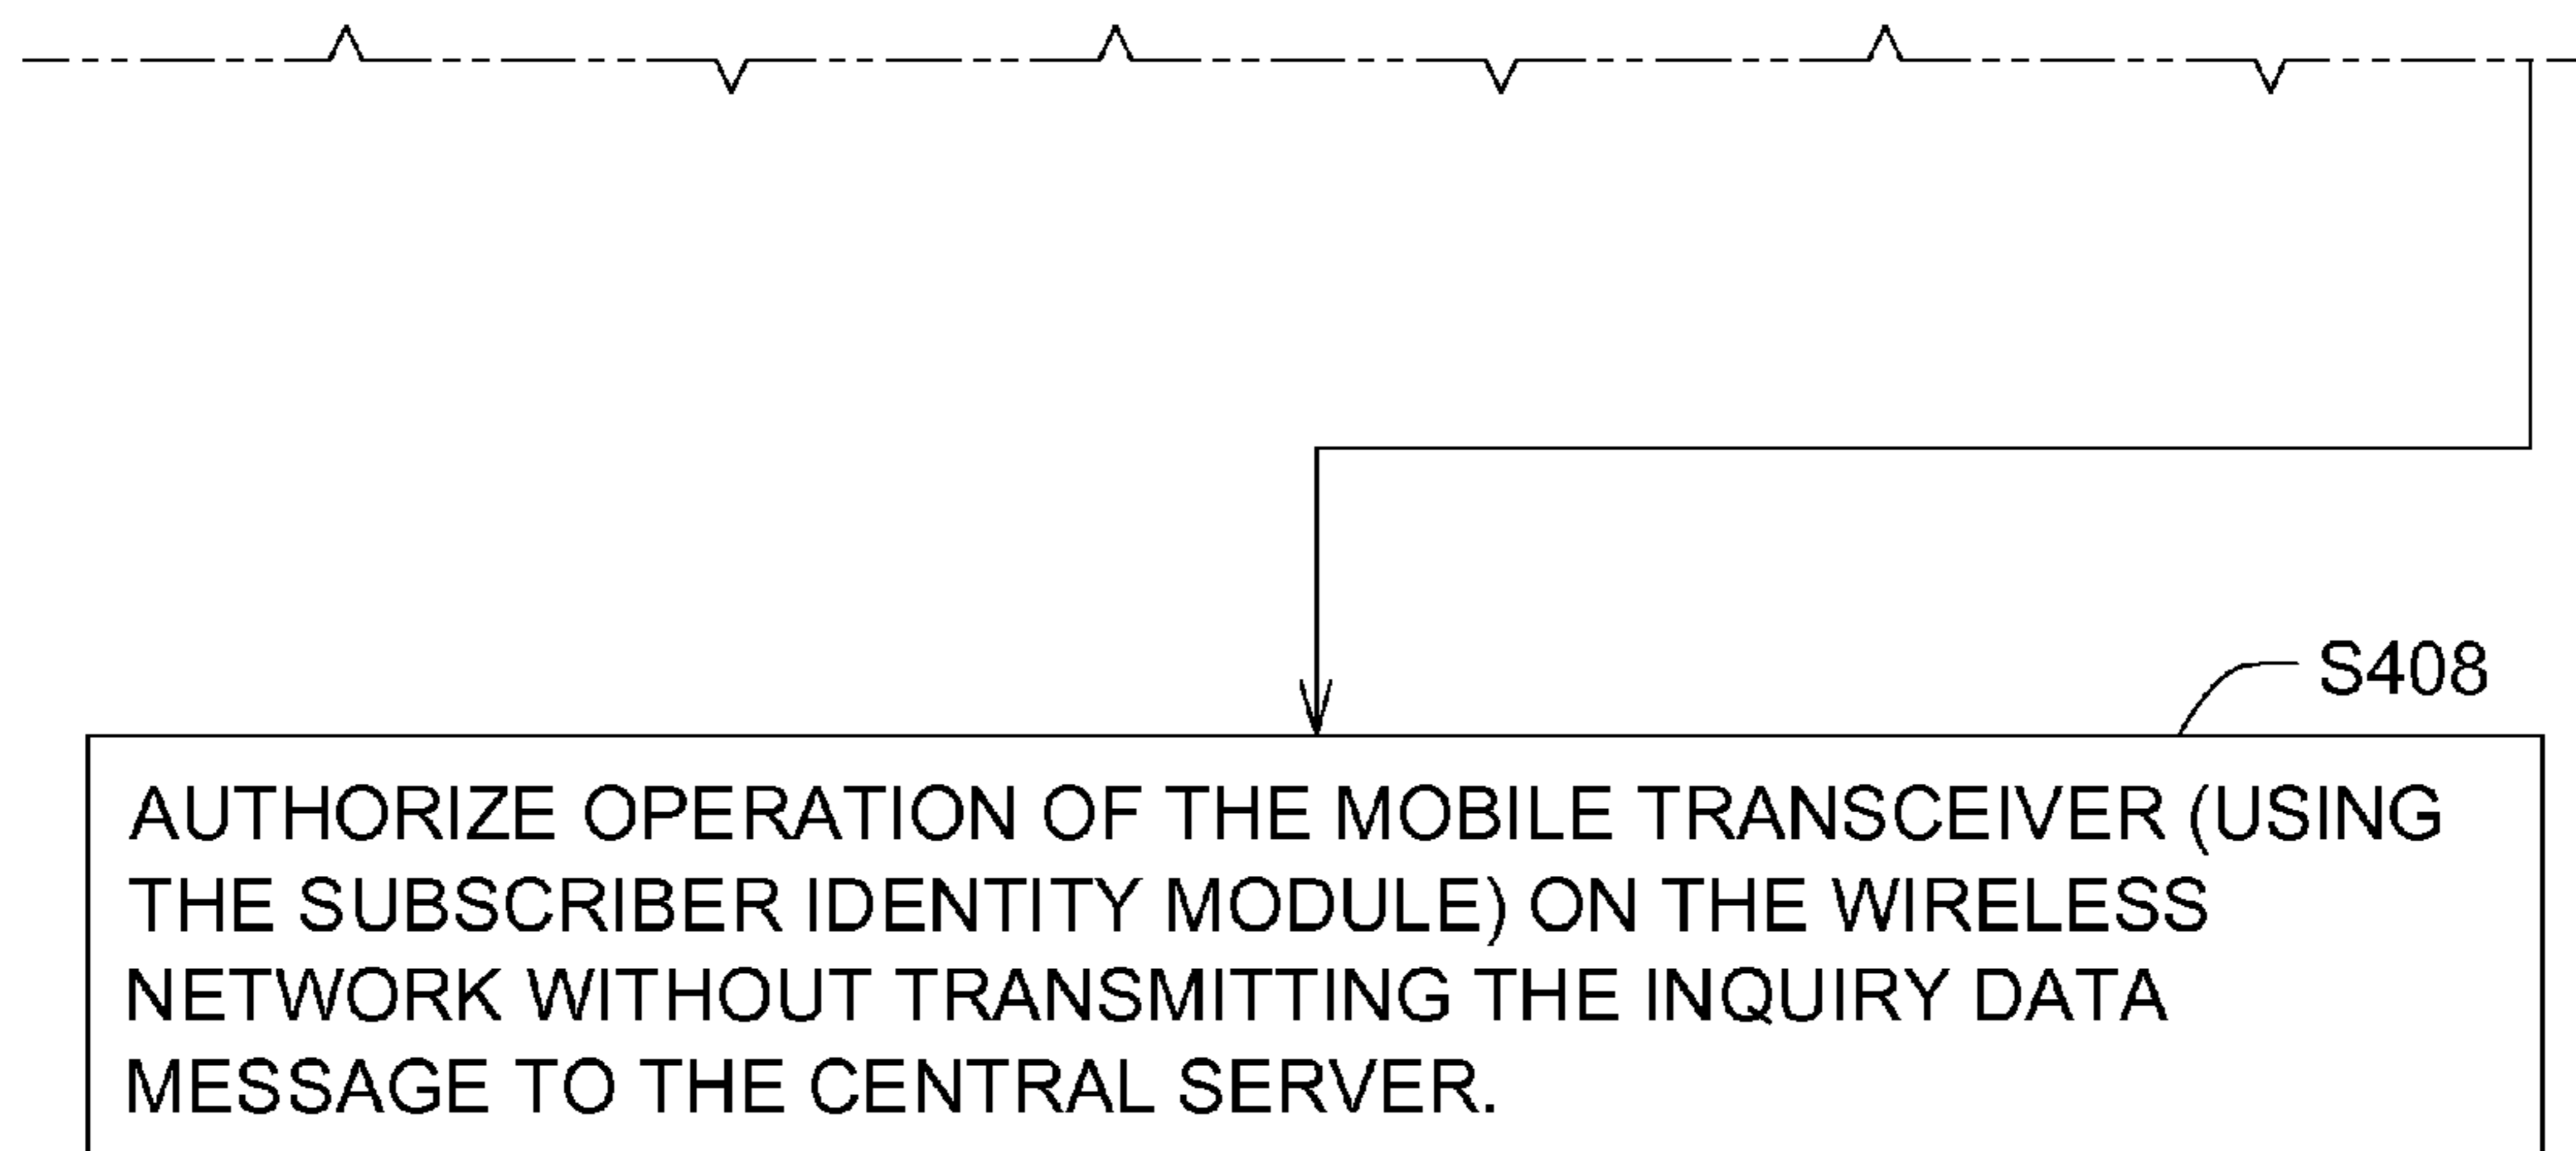 S408
AUTHORIZE OPERATION OF THE MOBILE TRANSCEIVER (USING
THE SUBSCRIBER IDENTITY MODULE) ON THE WIRELESS
NETWORK WITHOUT TRANSMITTING THE INQUIRY DATA
MESSAGE TO THE CENTRAL SERVER.